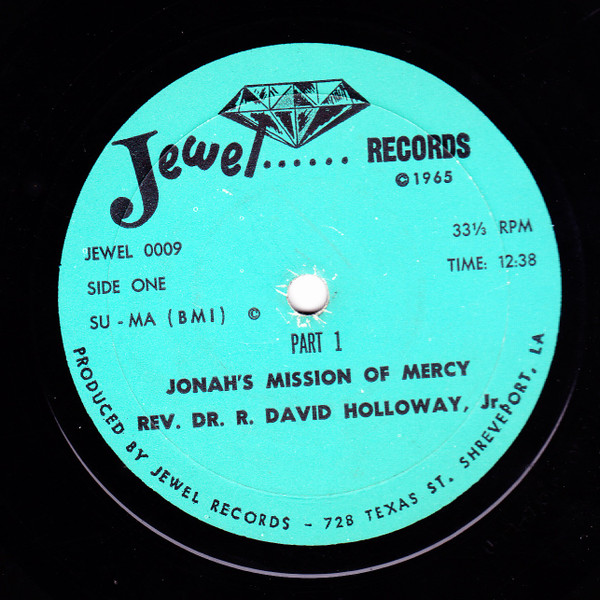 Jewel...... RECORDS
©1965
JEWEL 0009
33⅓ RPM
SIDE ONE
TIME: 12:38
SU-MA (BMI) ©
PART 1
JONAH'S MISSION OF MERCY
REV. DR. R. DAVID HOLLOWAY, Jr.
PRODUCED BY JEWEL RECORDS – 728 TEXAS ST. SHREVEPORT, LA